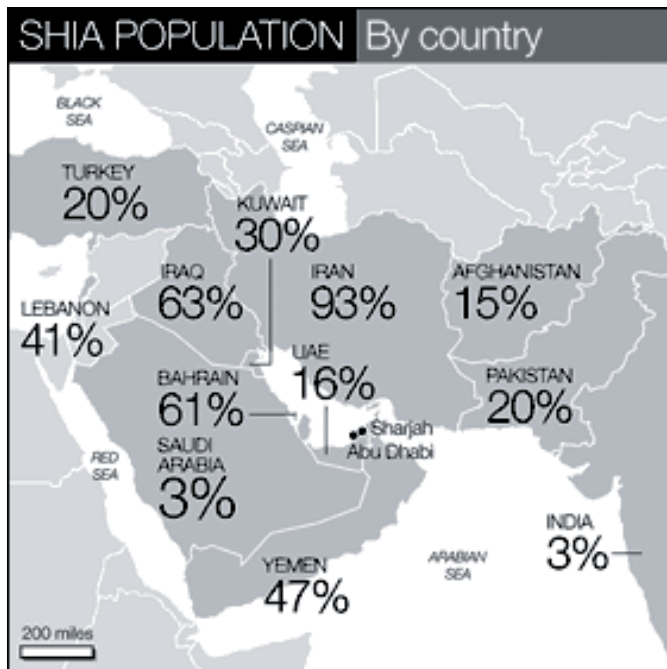 SHIA POPULATION By country
BLACK
SEA
CASPIAN
SEA
TURKEY
20%
KUWAIT
30%
IRAQ
63%
IRAN
93%
AFGHANISTAN
15%
LEBANON
41%
BAHRAIN
61%
UAE
16%
PAKISTAN
20%
Sharjah
Abu Dhabi
SAUDI
ARABIA
3%
RED
SEA
INDIA
3%
ARABIAN
SEA
YEMEN
47%
200 miles